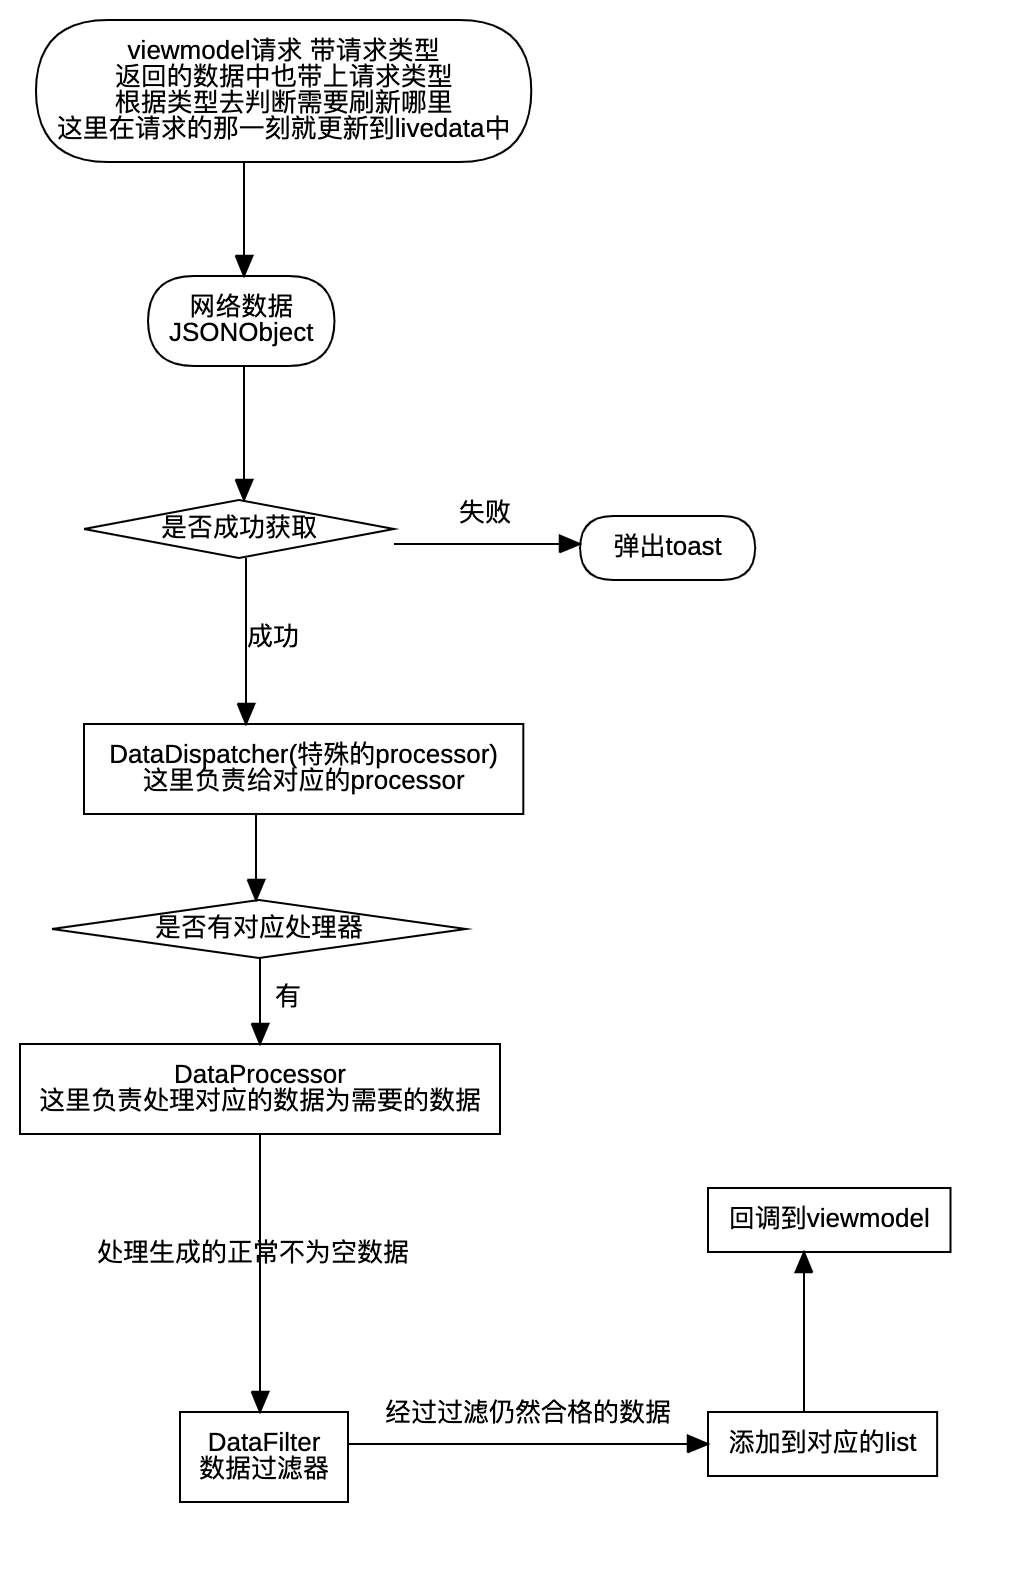 viewmodel请求 带请求类型
返回的数据中也带上请求类型
根据类型去判断需要刷新哪里
这里在请求的那一刻就更新到livedata中
网络数据
JSONObject
是否成功获取
失败
弹出toast
成功
DataDispatcher(特殊的processor)
这里负责给对应的processor
是否有对应处理器
有
DataProcessor
这里负责处理对应的数据为需要的数据
处理生成的正常不为空数据
回调到viewmodel
经过过滤仍然合格的数据
DataFilter
数据过滤器
添加到对应的list